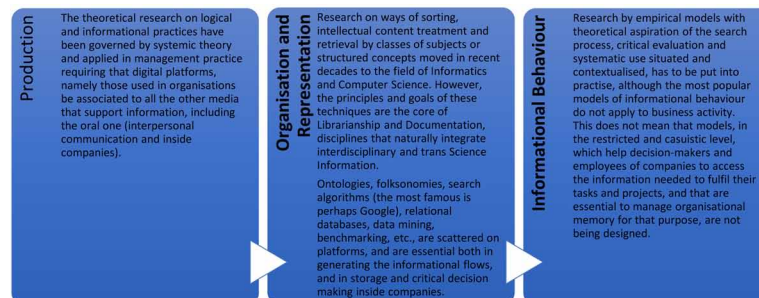 Production
The theoretical research on logical
and informational practices have
been governed by systemic theory
and applied in management practice
requiring that digital platforms,
namely those used in organisations
be associated to all the other media
that support information, including
the oral one (interpersonal
communication and inside
companies).
Organisation and
Representation
Research on ways of sorting,
intellectual content treatment and
retrieval by classes of subjects or
structured concepts moved in recent
decades to the field of Informatics
and Computer Science. However,
the principles and goals of these
techniques are the core of
Librarianship and Documentation,
disciplines that naturally integrate
interdisciplinary and trans Science
Information.
Ontologies, folksonomies, search
algorithms (the most famous is
perhaps Google), relational
databases, data mining,
benchmarking, etc., are scattered on
platforms, and are essential both in
generating the informational flows,
and in storage and critical decision
making inside companies.
Informational Behaviour
Research by empirical models with
theoretical aspiration of the search
process, critical evaluation and
systematic use situated and
contextualised, has to be put into
practise, although the most popular
models of informational behaviour
do not apply to business activity.
This does not mean that models, in
the restricted and casuistic level,
which help decision-makers and
employees of companies to access
the information needed to fulfil their
tasks and projects, and that are
essential to manage organisational
memory for that purpose, are not
being designed.